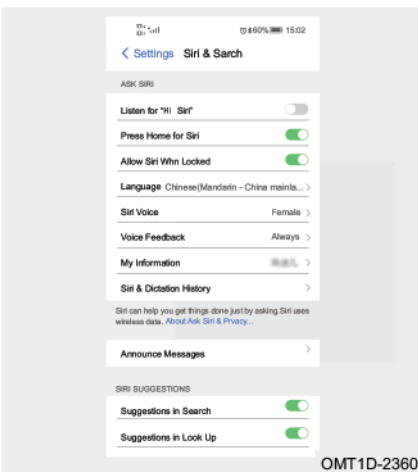 60% 15:02
Settings Siri & Sarch
ASK SIRI
Listen for "Hi Siri"
Press Home for Siri
Allow Siri Whn Locked
Language Chinese(Mandarin - China mainla...
Siri Voice Female
Voice Feedback Always
My Information
Siri & Dictation History
Siri can help you get things done just by asking.Siri uses
wireless data. About Ask Siri & Prvacy...
Announce Messages
SIRI SUGGESTIONS
Suggestions in Search
Suggestions in Look Up
OMT1D-2360